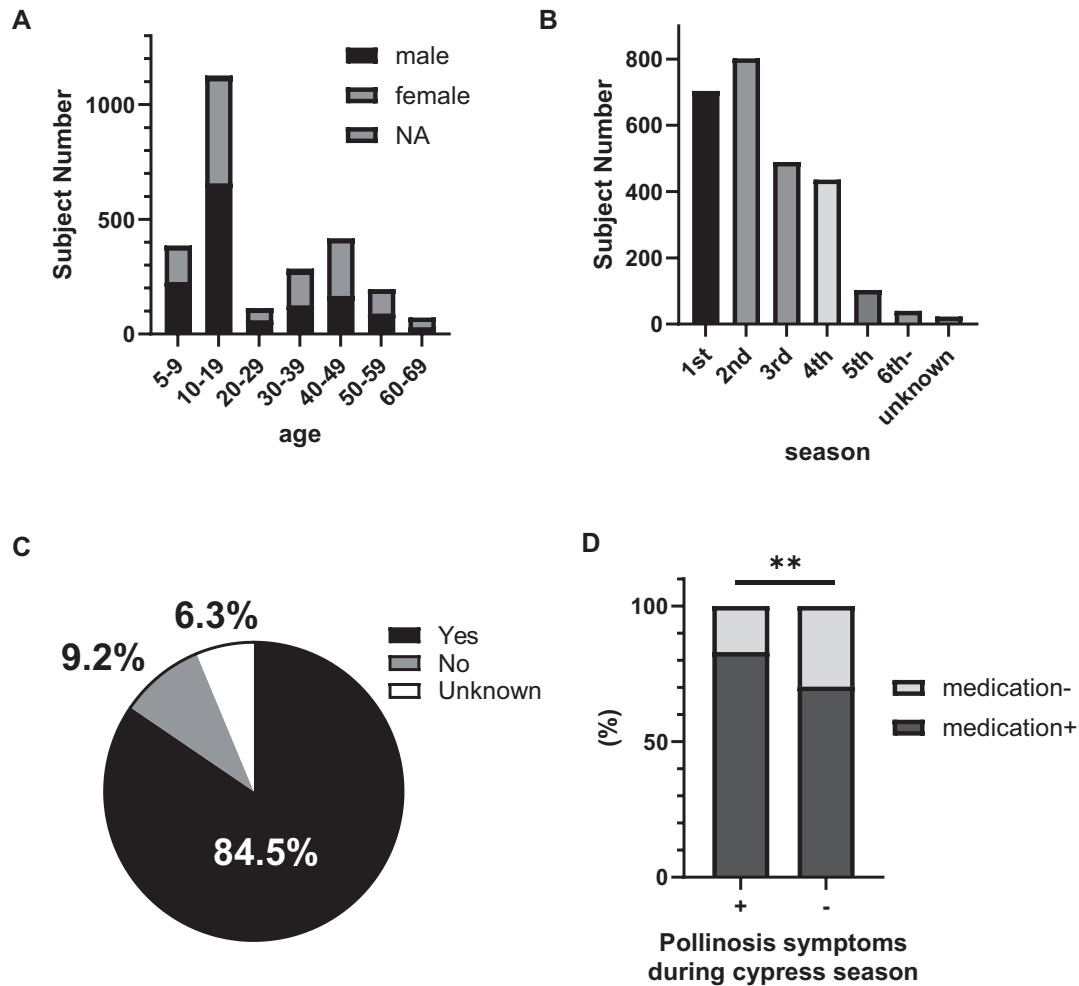 A
Subject Number
1000
500
0
male
female
NA
5-9
10-19
20-29
30-39
40-49
50-59
60-69
age
B
Subject Number
800
600
400
200
0
1st
2nd
3rd
4th
5th
6th-
unknown
season
C
6.3%
9.2%
84.5%
Yes
No
Unknown
D
**
(%)
100
50
0
medication-
medication+
+
-
Pollinosis symptoms
during cypress season